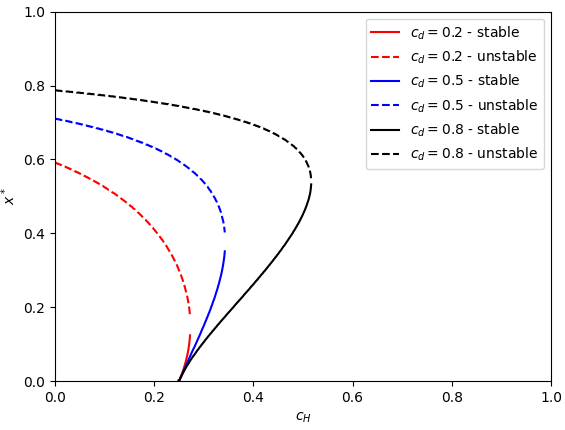 1.0
0.8
0.6
0.4
0.2
0.0
x*
0.0 0.2 0.4 0.6 0.8 1.0
c_H
c_d = 0.2 - stable
c_d = 0.2 - unstable
c_d = 0.5 - stable
c_d = 0.5 - unstable
c_d = 0.8 - stable
c_d = 0.8 - unstable